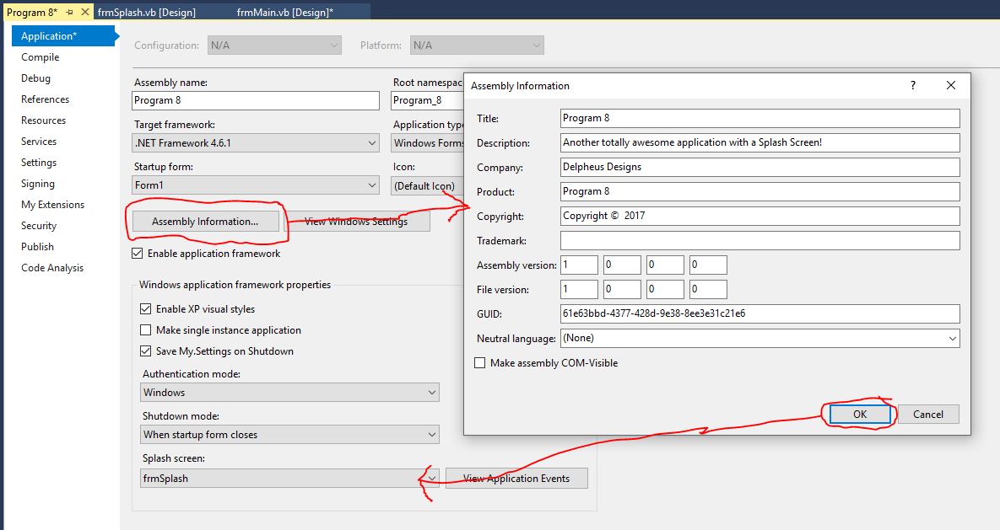 Program 8*
frmSplash.vb [Design]
frmMain.vb [Design]*
Application*
Compile
Debug
References
Resources
Services
Settings
Signing
My Extensions
Security
Publish
Code Analysis
Configuration: N/A Platform: N/A
Assembly name:
Program 8
Root namespac
Program_8
Target framework:
.NET Framework 4.6.1
Application type
Windows Forms
Startup form:
Form1
Icon:
(Default Icon)
Assembly Information...
View Windows Settings
Enable application framework
Windows application framework properties
Enable XP visual styles
Make single instance application
Save My.Settings on Shutdown
Authentication mode:
Windows
Shutdown mode:
When startup form closes
Splash screen:
frmSplash
View Application Events
Assembly Information ?
Title: Program 8
Description: Another totally awesome application with a Splash Screen!
Company: Delpheus Designs
Product: Program 8
Copyright: Copyright © 2017
Trademark:
Assembly version: 1 0 0 0
File version: 1 0 0 0
GUID: 61e63bbd-4377-428d-9e38-8ee3e31c21e6
Neutral language: (None)
Make assembly COM-Visible
OK Cancel